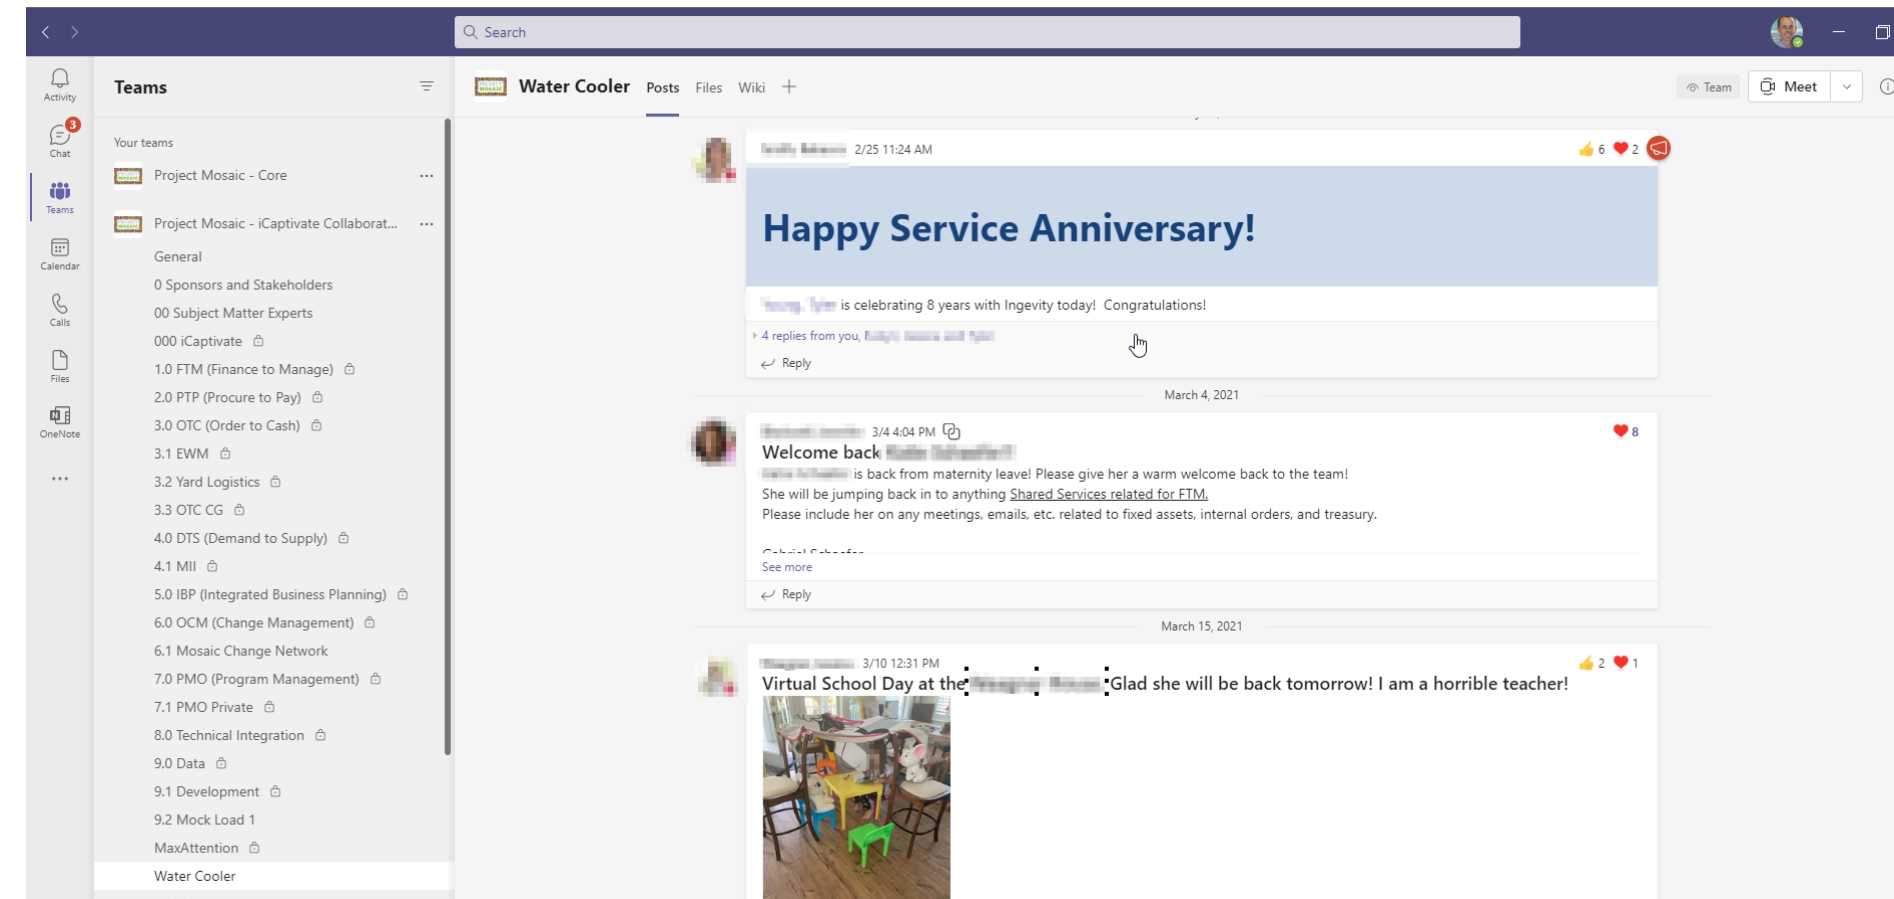 Search
Activity
Chat
3
Teams
Calendar
Calls
Files
OneNote
Teams
Your teams
Project Mosaic - Core
Project Mosaic - iCaptivate Collaborat...
General
0 Sponsors and Stakeholders
00 Subject Matter Experts
000 iCaptivate
1.0 FTM (Finance to Manage)
2.0 PTP (Procure to Pay)
3.0 OTC (Order to Cash)
3.1 EWM
3.2 Yard Logistics
3.3 OTC CG
4.0 DTS (Demand to Supply)
4.1 MII
5.0 IBP (Integrated Business Planning)
6.0 OCM (Change Management)
6.1 Mosaic Change Network
7.0 PMO (Program Management)
7.1 PMO Private
8.0 Technical Integration
9.0 Data
9.1 Development
9.2 Mock Load 1
MaxAttention
Water Cooler
Water Cooler Posts Files Wiki
Team Meet
2/25 11:24 AM 6 2
Happy Service Anniversary!
is celebrating 8 years with Ingevity today! Congratulations!
4 replies from you,
Reply
March 4, 2021
3/4 4:04 PM 8
Welcome back
is back from maternity leave! Please give her a warm welcome back to the team!
She will be jumping back in to anything Shared Services related for FTM.
Please include her on any meetings, emails, etc. related to fixed assets, internal orders, and treasury.
See more
Reply
March 15, 2021
3/10 12:31 PM 2 1
Virtual School Day at the Glad she will be back tomorrow! I am a horrible teacher!